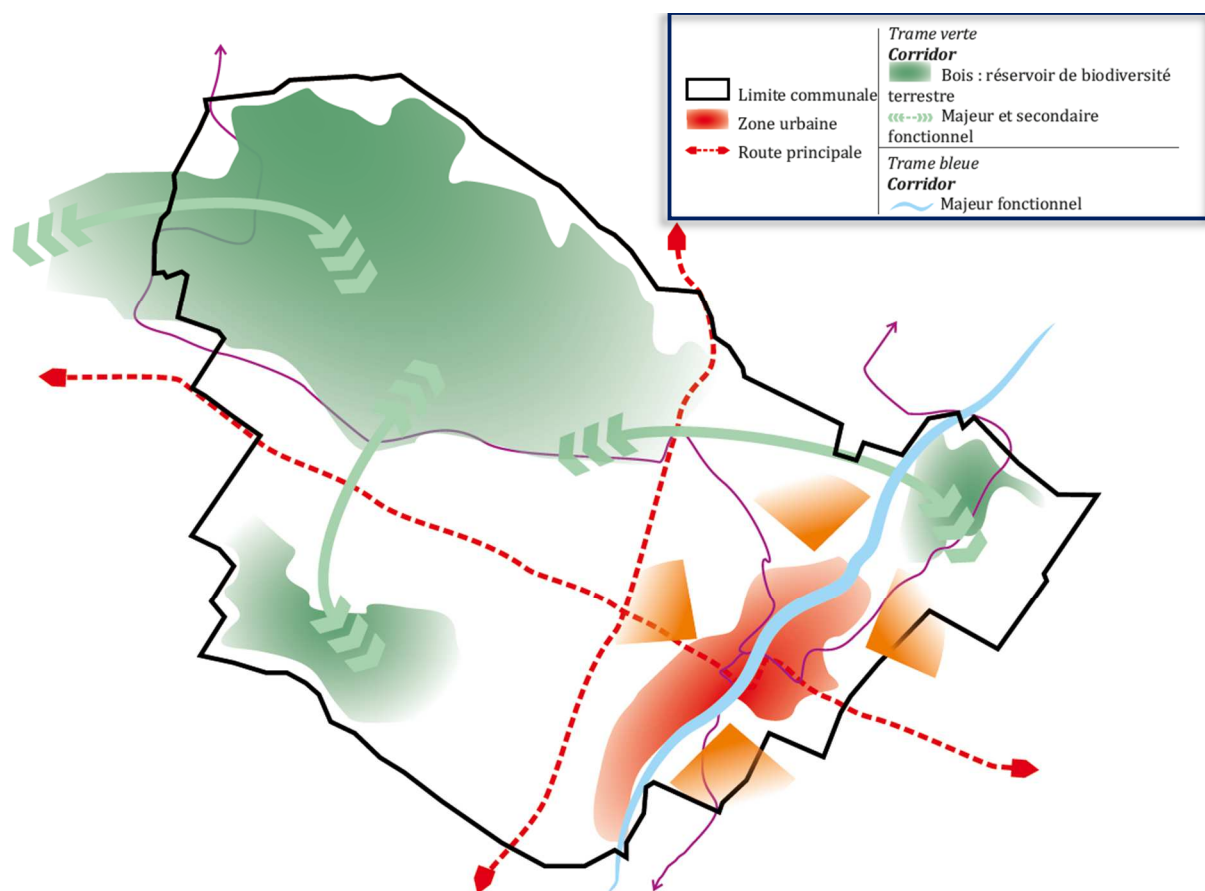 Limite communale
Zone urbaine
Route principale
Trame verte
Corridor
Bois : réservoir de biodiversité
terrestre
Majeur et secondaire
fonctionnel
Trame bleue
Corridor
Majeur fonctionnel